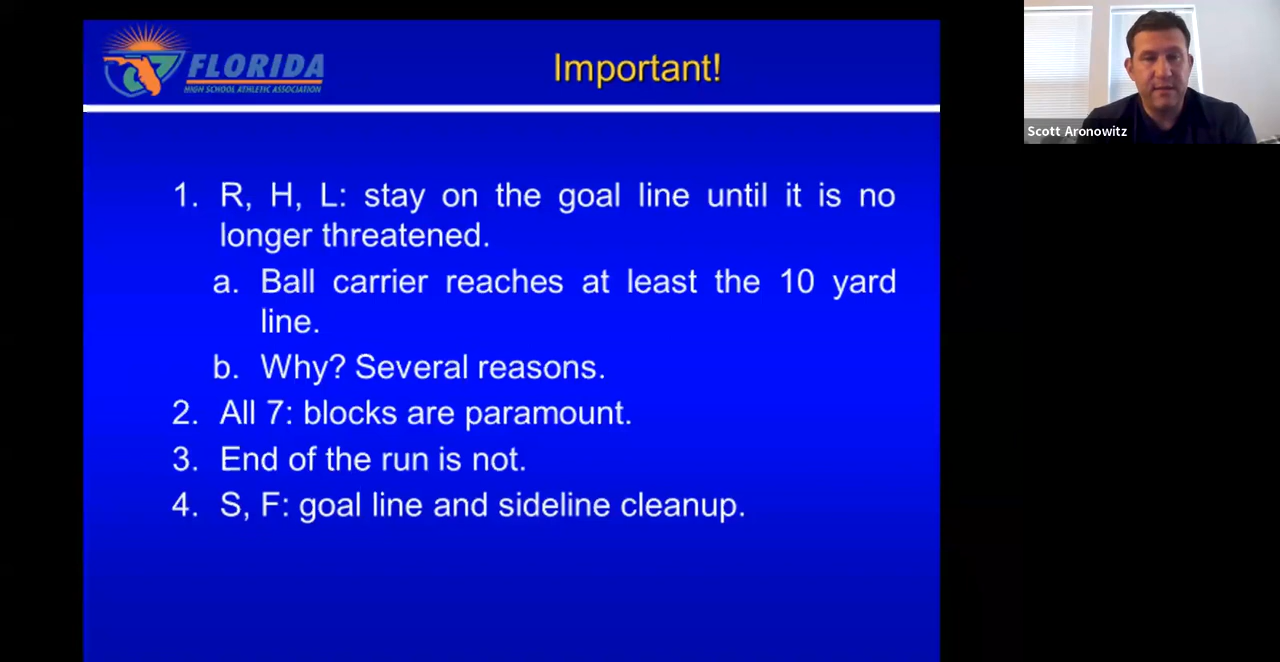 FLORIDA
HIGH SCHOOL ATHLETIC ASSOCIATION
Important!
Scott Aronowitz
1. R, H, L: stay on the goal line until it is no
longer threatened.
a. Ball carrier reaches at least the 10 yard
line.
b. Why? Several reasons.
2. All 7: blocks are paramount.
3. End of the run is not.
4. S, F: goal line and sideline cleanup.